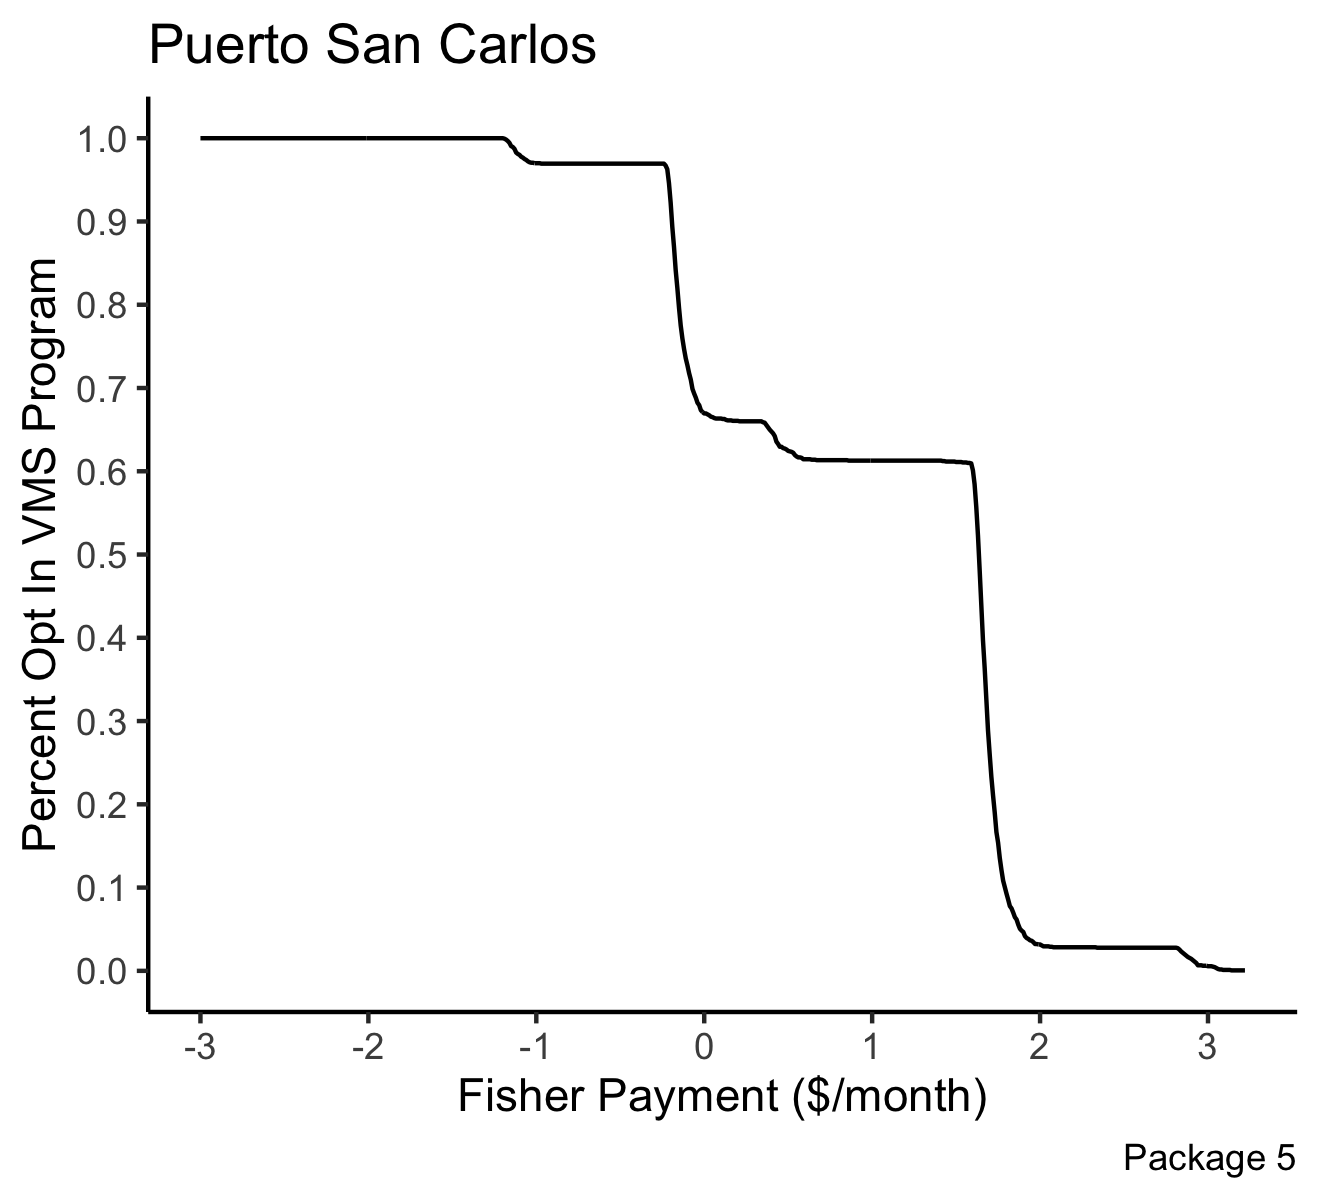 Puerto San Carlos
Percent Opt In VMS Program
1.0
0.9
0.8
0.7
0.6
0.5
0.4
0.3
0.2
0.1
0.0
-3 -2 -1 0 1 2 3
Fisher Payment ($/month)
Package 5